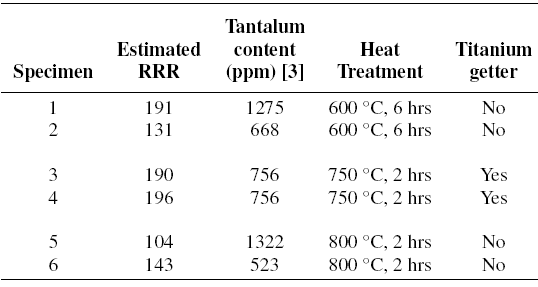 Specimen Estimated RRR Tantalum content (ppm) [3] Heat Treatment Titanium getter
1 191 1275 600 °C, 6 hrs No
2 131 668 600 °C, 6 hrs No
3 190 756 750 °C, 2 hrs Yes
4 196 756 750 °C, 2 hrs Yes
5 104 1322 800 °C, 2 hrs No
6 143 523 800 °C, 2 hrs No